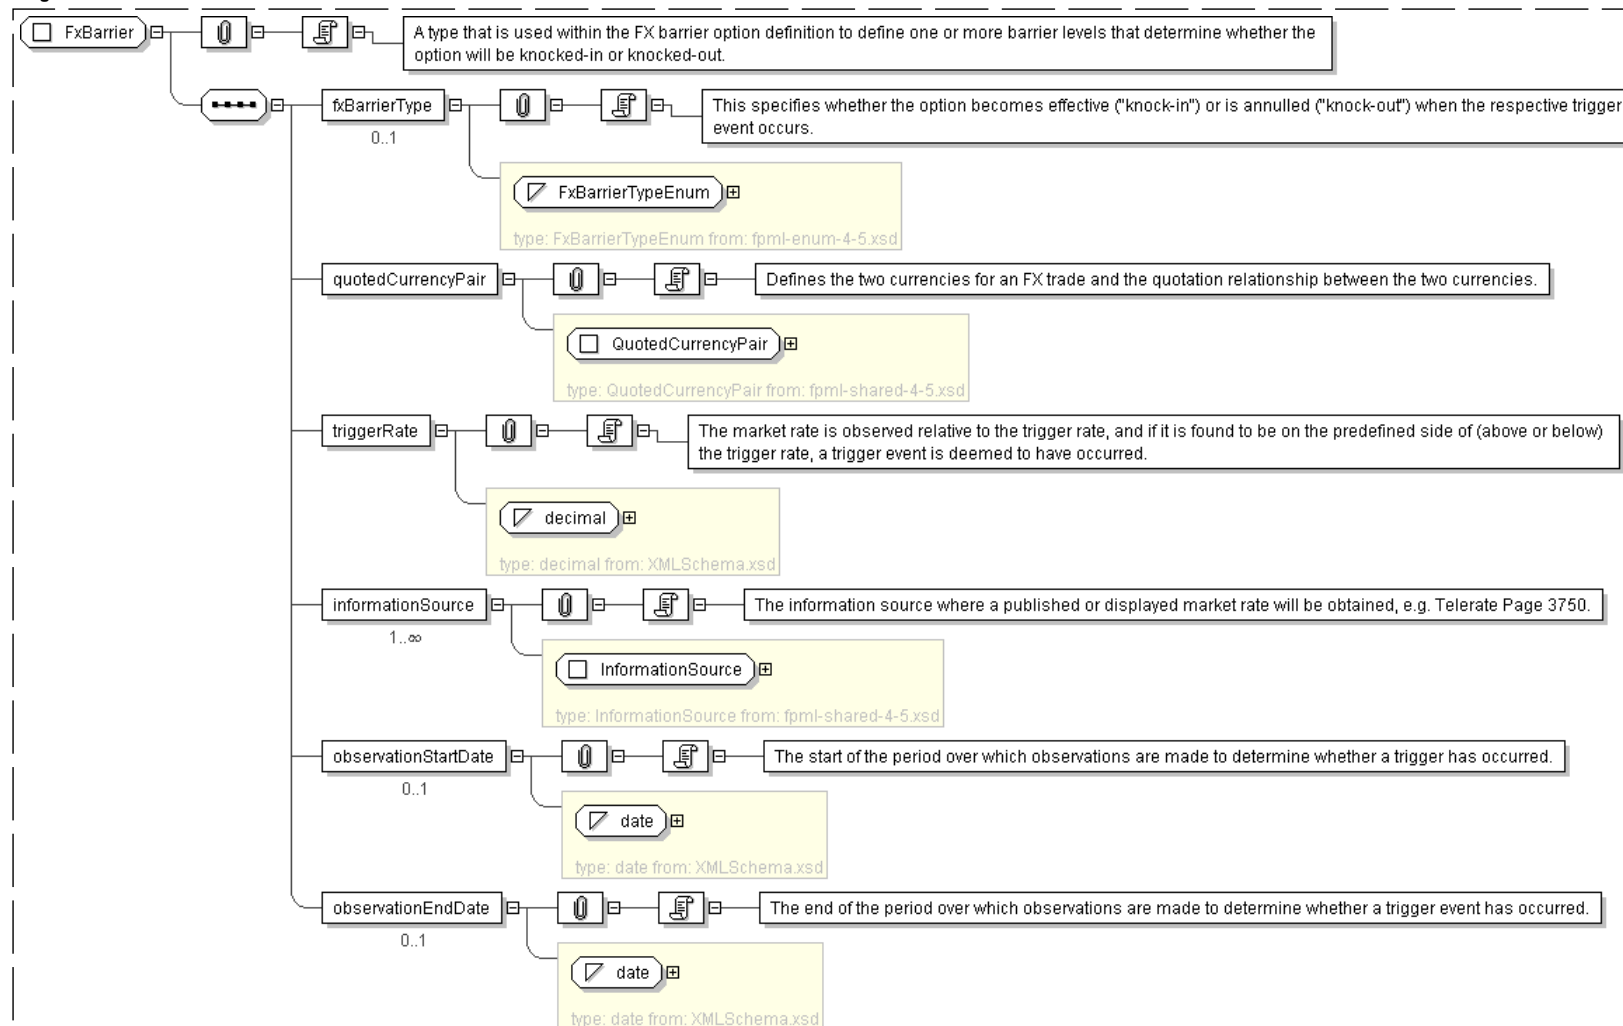 FxBarrier
A type that is used within the FX barrier option definition to define one or more barrier levels that determine whether the
option will be knocked-in or knocked-out.
fxBarrierType
0..1
This specifies whether the option becomes effective ("knock-in") or is annulled ("knock-out") when the respective trigger
event occurs.
FxBarrierTypeEnum
type: FxBarrierTypeEnum from: fpml-enum-4-5.xsd
quotedCurrencyPair
Defines the two currencies for an FX trade and the quotation relationship between the two currencies.
QuotedCurrencyPair
type: QuotedCurrencyPair from: fpml-shared-4-5.xsd
triggerRate
The market rate is observed relative to the trigger rate, and if it is found to be on the predefined side of (above or below)
the trigger rate, a trigger event is deemed to have occurred.
decimal
type: decimal from: XMLSchema.xsd
informationSource
1..∞
The information source where a published or displayed market rate will be obtained, e.g. Telerate Page 3750.
InformationSource
type: InformationSource from: fpml-shared-4-5.xsd
observationStartDate
0..1
The start of the period over which observations are made to determine whether a trigger has occurred.
date
type: date from: XMLSchema.xsd
observationEndDate
0..1
The end of the period over which observations are made to determine whether a trigger event has occurred.
date
type: date from: XMLSchema.xsd